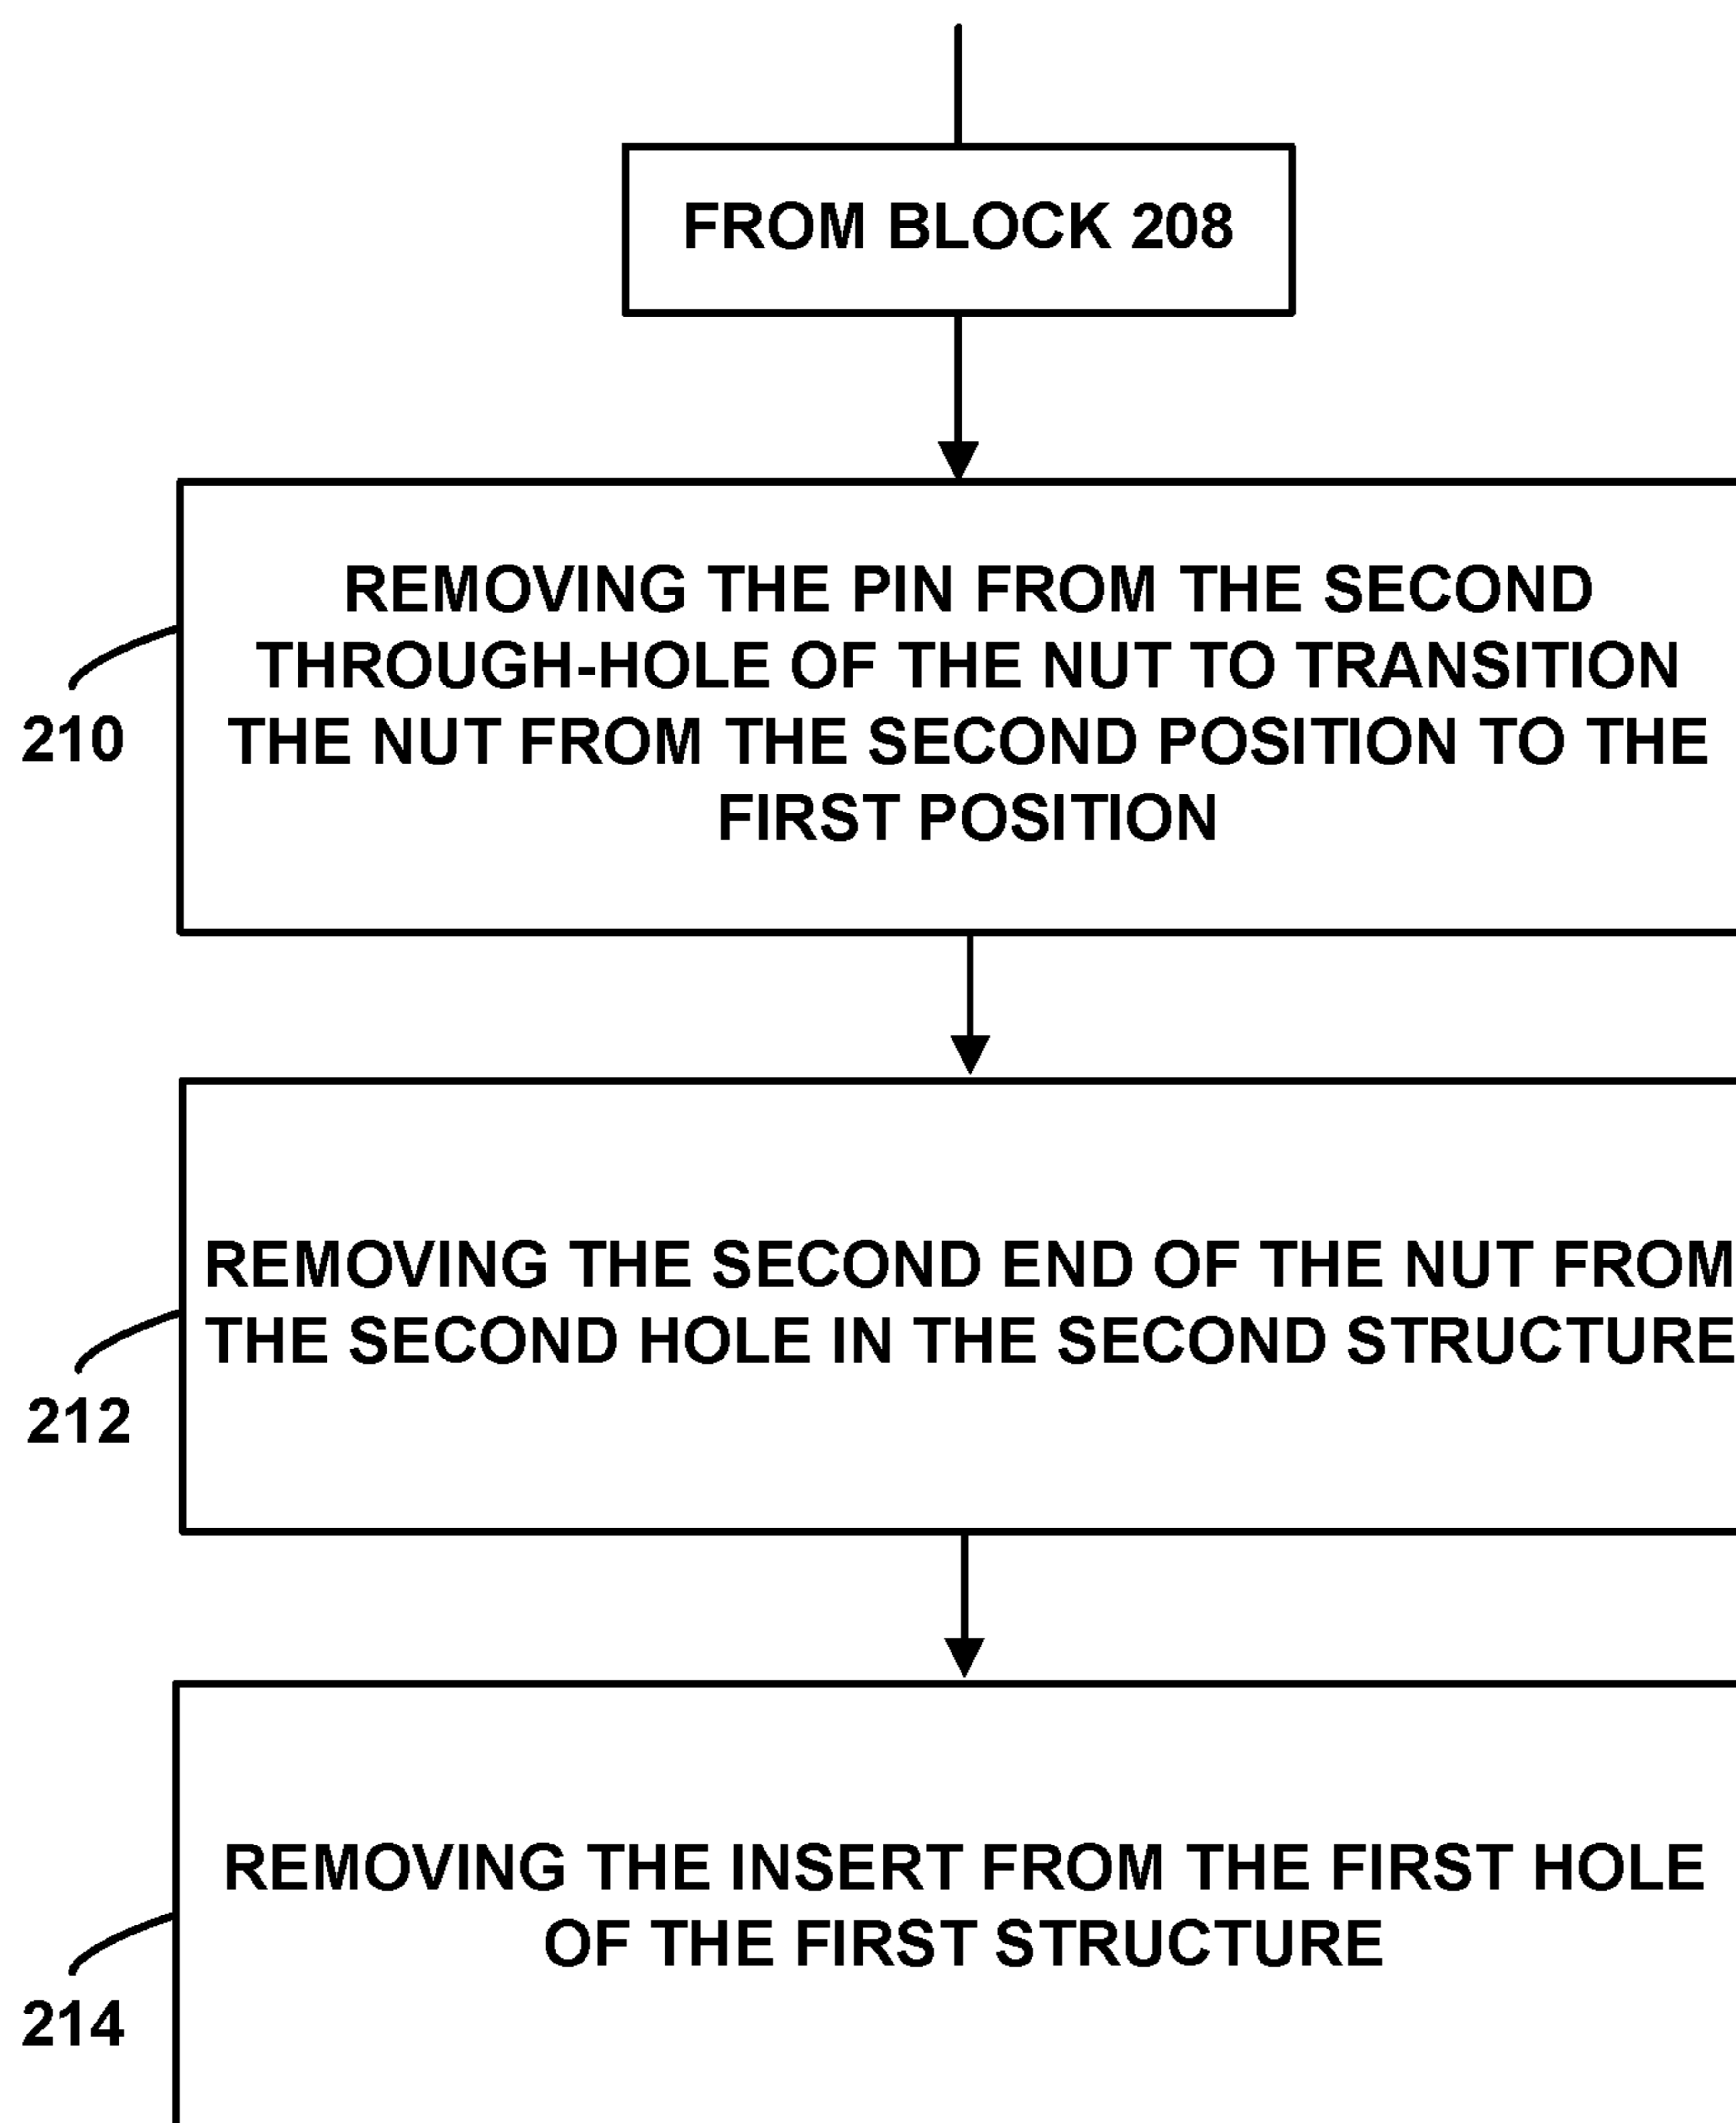 FROM BLOCK 208
REMOVING THE PIN FROM THE SECOND
THROUGH-HOLE OF THE NUT TO TRANSITION
THE NUT FROM THE SECOND POSITION TO THE
FIRST POSITION
210
REMOVING THE SECOND END OF THE NUT FROM
THE SECOND HOLE IN THE SECOND STRUCTURE
212
REMOVING THE INSERT FROM THE FIRST HOLE
OF THE FIRST STRUCTURE
214